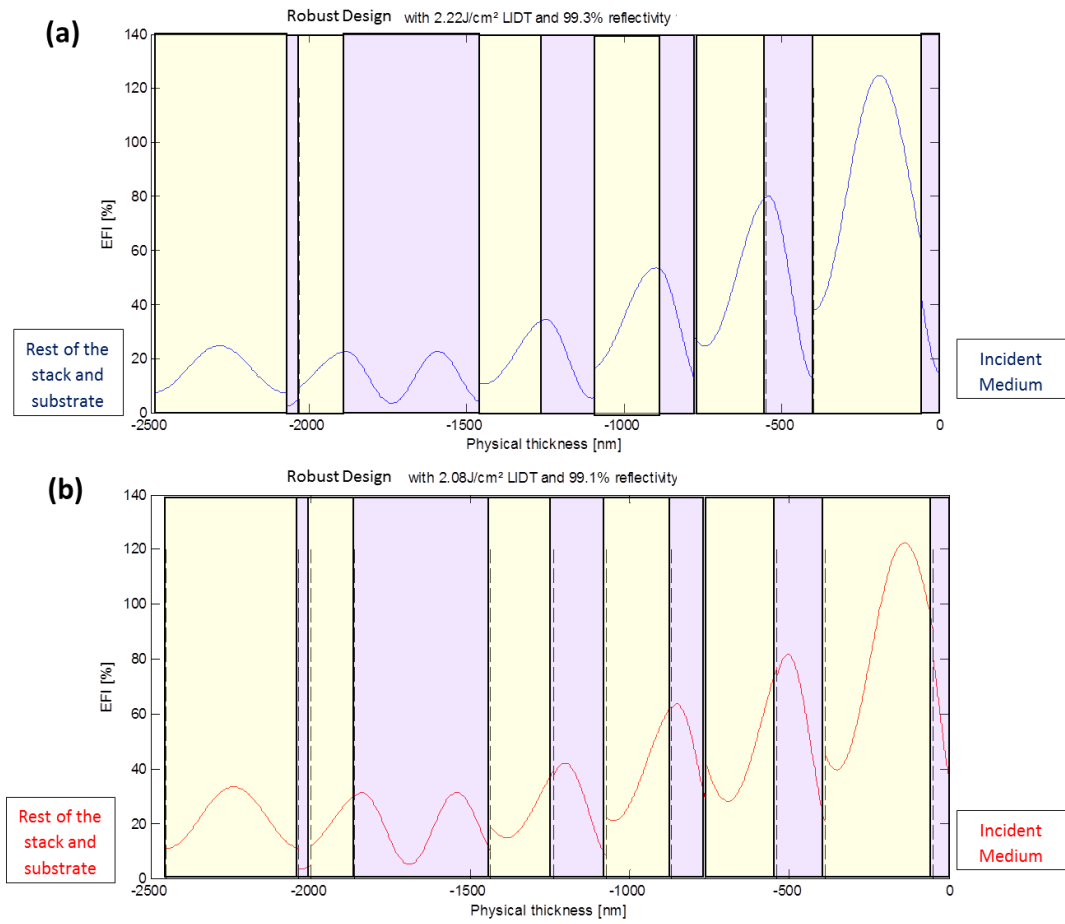 (a)
Robust Design with 2.22J/cm² LIDT and 99.3% reflectivity
140
120
100
80
60
40
20
0
EFI [%]
-2500 -2000 -1500 -1000 -500 0
Physical thickness [nm]
Rest of the
stack and
substrate
Incident
Medium
(b)
Robust Design with 2.08J/cm² LIDT and 99.1% reflectivity
140
120
100
80
60
40
20
0
EFI [%]
-2500 -2000 -1500 -1000 -500 0
Physical thickness [nm]
Rest of the
stack and
substrate
Incident
Medium